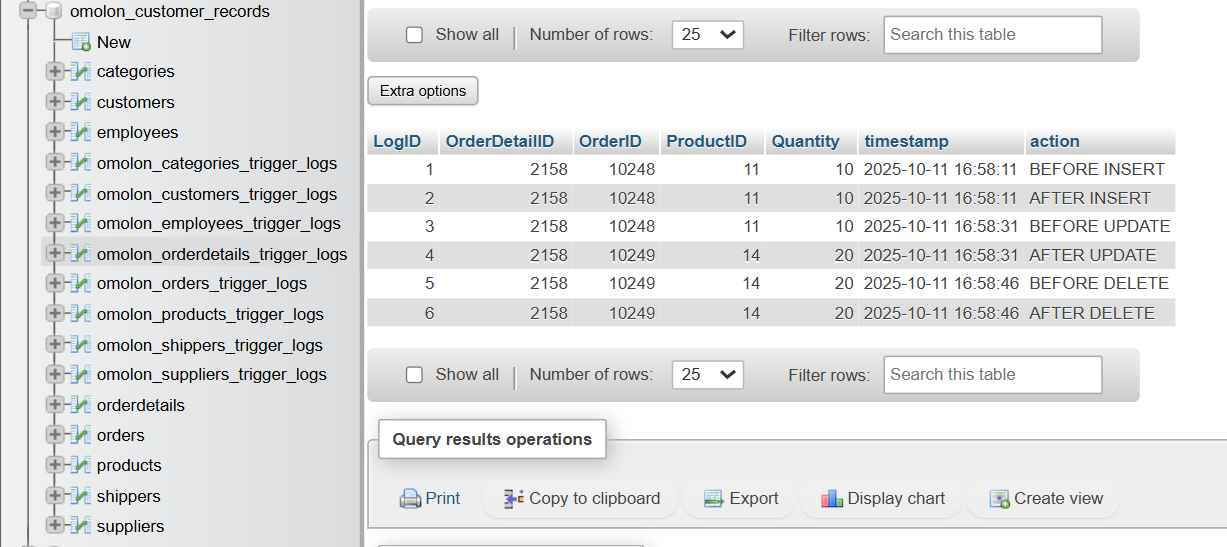 omolon_customer_records
New
categories
customers
employees
omolon_categories_trigger_logs
omolon_customers_trigger_logs
omolon_employees_trigger_logs
omolon_orderdetails_trigger_logs
omolon_orders_trigger_logs
omolon_products_trigger_logs
omolon_shippers_trigger_logs
omolon_suppliers_trigger_logs
orderdetails
orders
products
shippers
suppliers
Show all | Number of rows: 25 Filter rows: Search this table
Extra options
LogID OrderDetailID OrderID ProductID Quantity timestamp action
1 2158 10248 11 10 2025-10-11 16:58:11 BEFORE INSERT
2 2158 10248 11 10 2025-10-11 16:58:11 AFTER INSERT
3 2158 10248 11 10 2025-10-11 16:58:31 BEFORE UPDATE
4 2158 10249 14 20 2025-10-11 16:58:31 AFTER UPDATE
5 2158 10249 14 20 2025-10-11 16:58:46 BEFORE DELETE
6 2158 10249 14 20 2025-10-11 16:58:46 AFTER DELETE
Show all | Number of rows: 25 Filter rows: Search this table
Query results operations
Print Copy to clipboard Export Display chart Create view